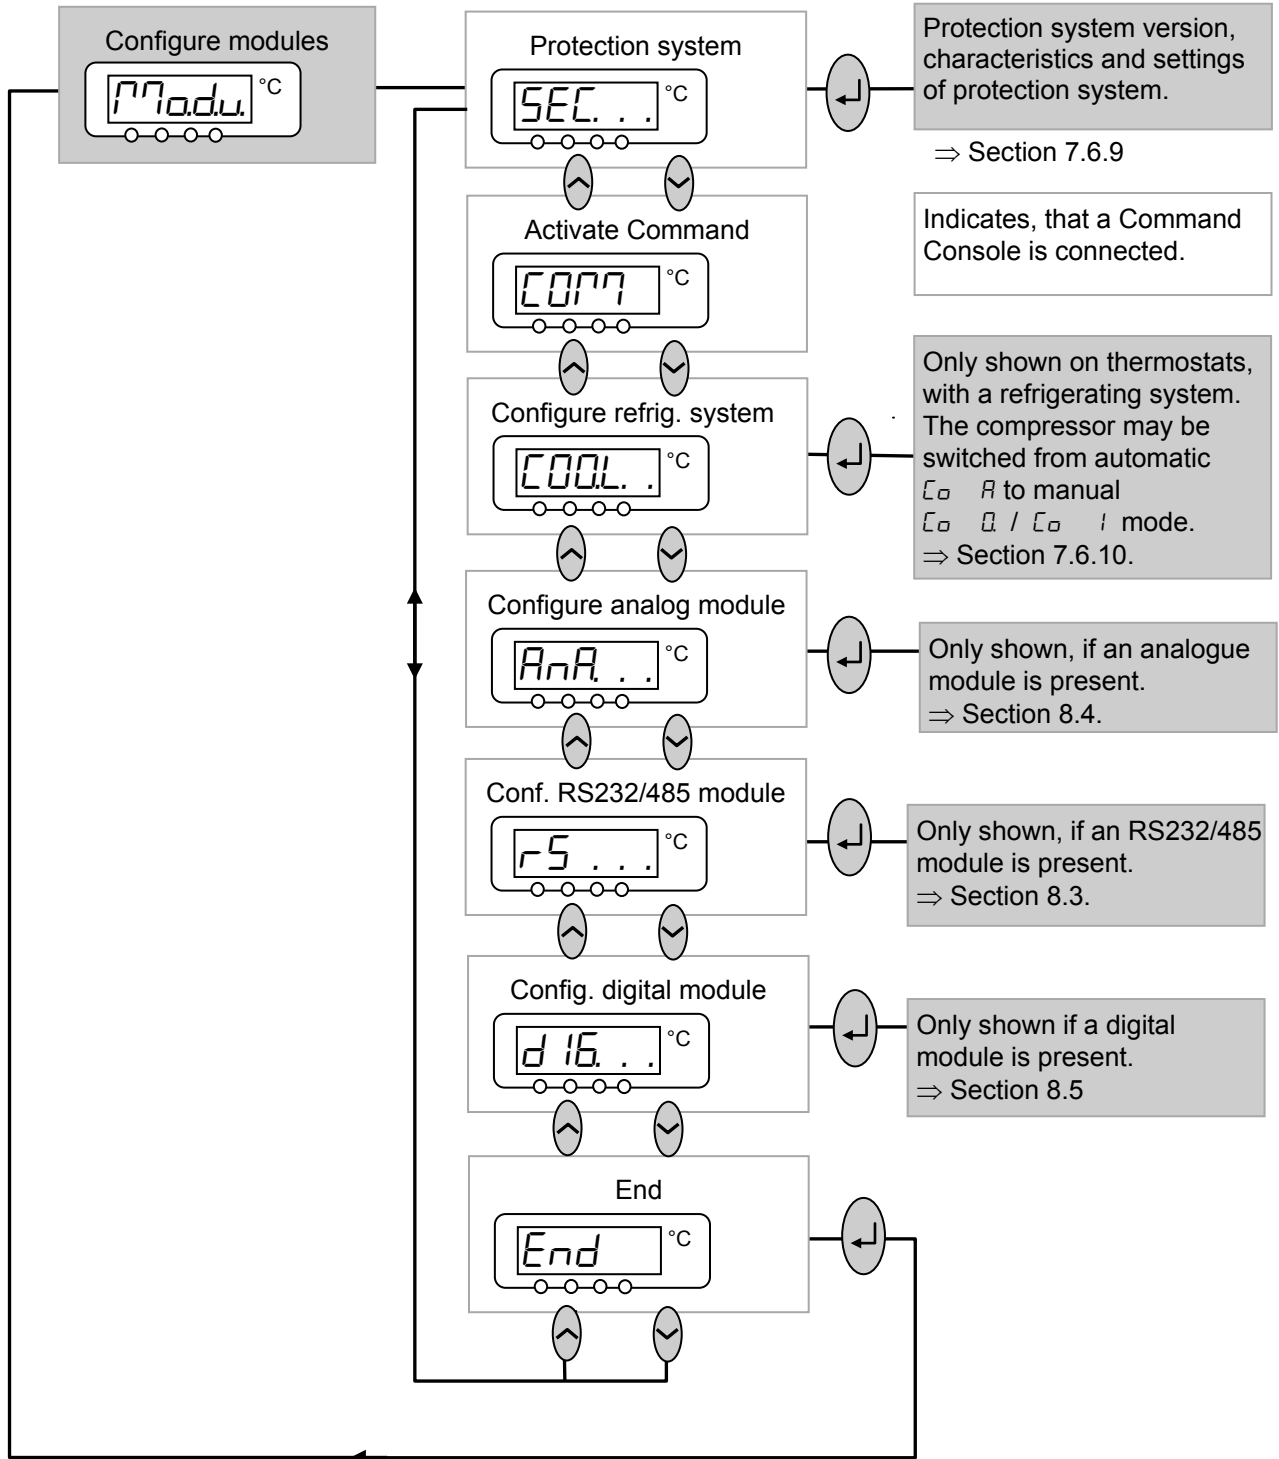 Configure modules
Modu.
°C
Protection system
SEC. . .
°C
Protection system version,
characteristics and settings
of protection system.
⇒ Section 7.6.9
Activate Command
COM
°C
Indicates, that a Command
Console is connected.
Configure refrig. system
COOL. .
°C
Only shown on thermostats,
with a refrigerating system.
The compressor may be
switched from automatic
Co A to manual
Co 0. / Co 1 mode.
⇒ Section 7.6.10.
Configure analog module
AnA. . .
°C
Only shown, if an analogue
module is present.
⇒ Section 8.4.
Conf. RS232/485 module
rS . . .
°C
Only shown, if an RS232/485
module is present.
⇒ Section 8.3.
Config. digital module
dIG. . .
°C
Only shown if a digital
module is present.
⇒ Section 8.5
End
End
°C